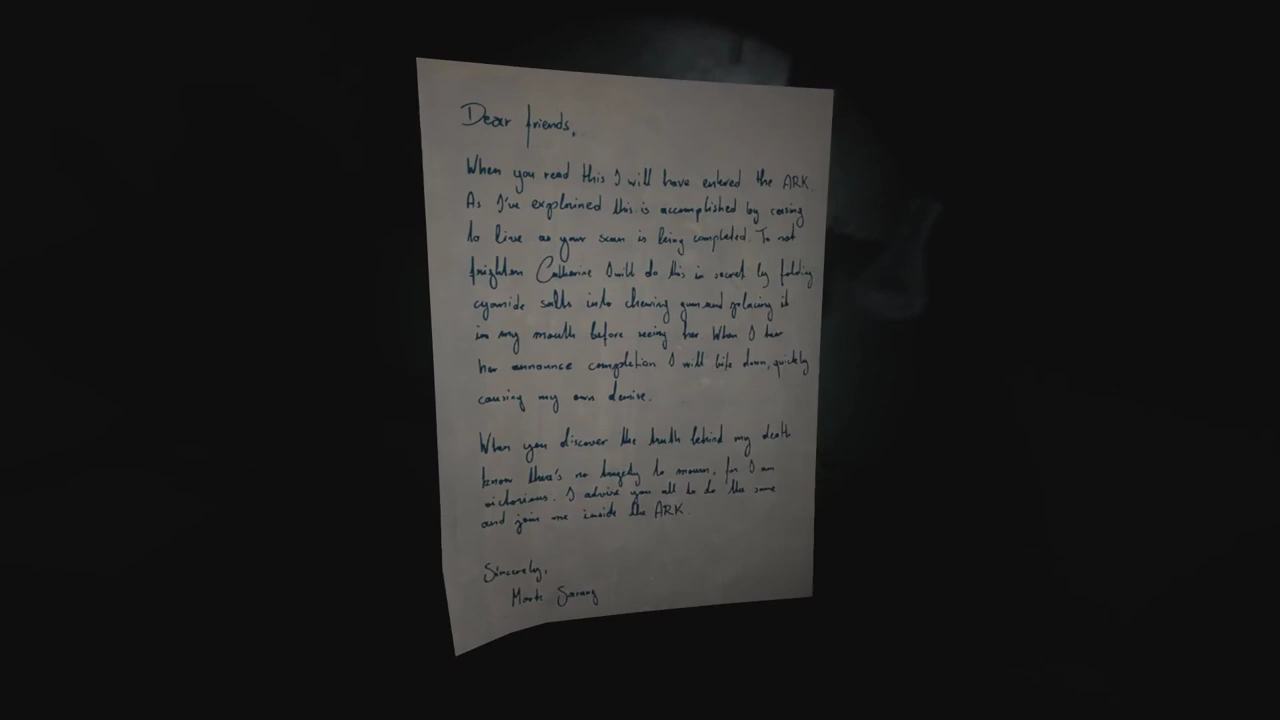 Dear friends,
When you read this I will have entered the ARK.
As I've explained this is accomplished by ceasing
to live as your scan is being completed. To not
frighten Catherine I will do this in secret by folding
cyanide salts into chewing gum and placing it
in my mouth before seeing her. When I hear
her announce completion I will bite down, quickly
causing my own demise.
When you discover the truth behind my death
know there's no tragedy to mourn, for I am
victorious. I advise you all to do the same
and join me inside the ARK.
Sincerely,
Mark Sarang